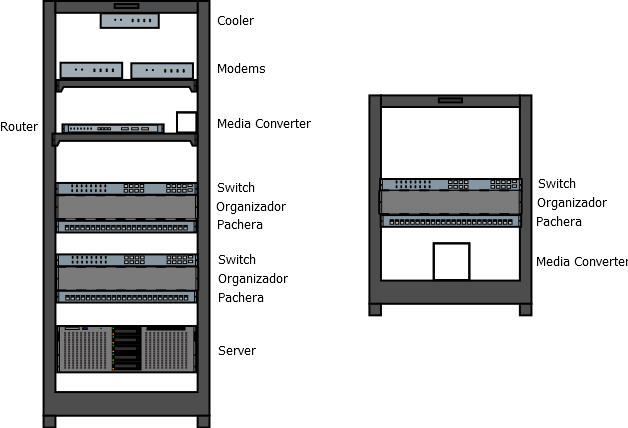 Cooler
Modems
Router
Media Converter
Switch
Organizador
Pachera
Switch
Organizador
Pachera
Server
Switch
Organizador
Pachera
Media Converter